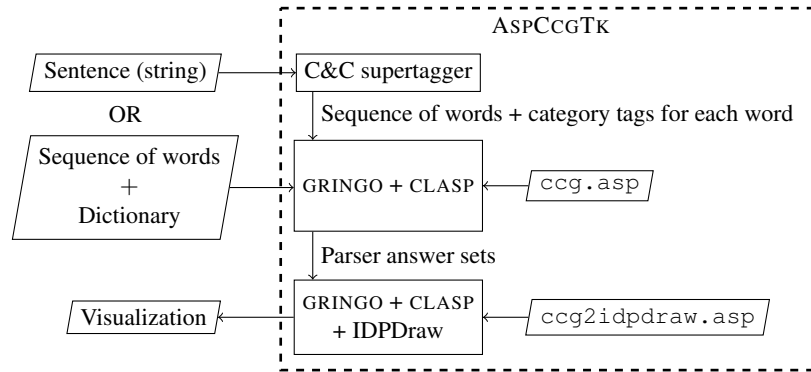 ASPCCGTK
Sentence (string)
C&C supertagger
OR
Sequence of words + category tags for each word
Sequence of words
+
Dictionary
GRINGO + CLASP
ccg.asp
Parser answer sets
Visualization
GRINGO + CLASP
+ IDPDraw
ccg2idpdraw.asp